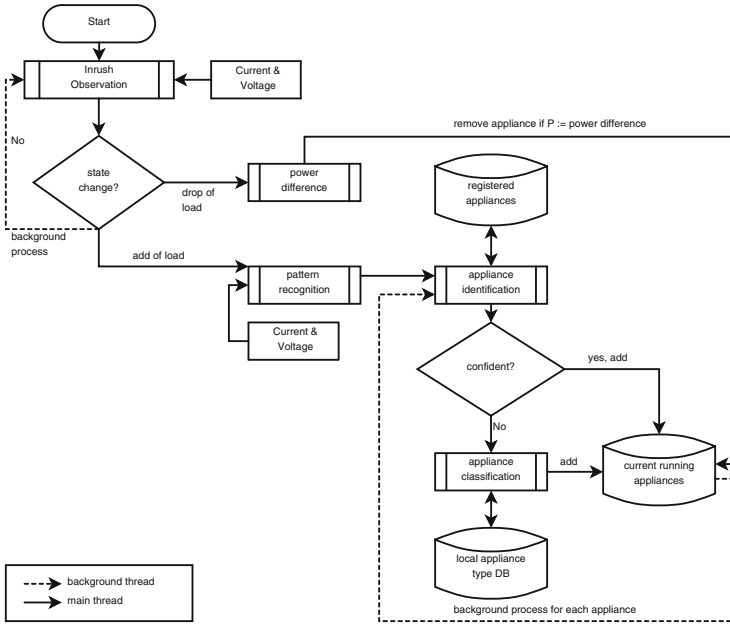 Start
Inrush
Observation
Current &
Voltage
No
state
change?
drop of
load
power
difference
remove appliance if P := power difference
registered
appliances
background
process
add of load
pattern
recognition
appliance
identification
Current &
Voltage
confident?
yes, add
No
appliance
classification
add
current running
appliances
local appliance
type DB
background thread
main thread
background process for each appliance